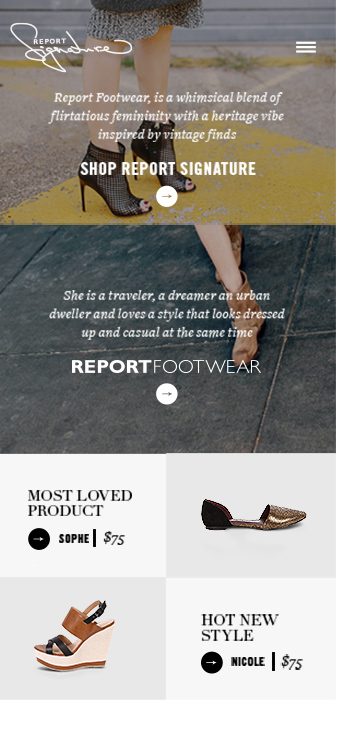 REPORT
Signature
Report Footwear, is a whimsical blend of
flirtatious femininity with a heritage vibe
inspired by vintage finds
SHOP REPORT SIGNATURE
She is a traveler, a dreamer an urban
dweller and loves a style that looks dressed
up and casual at the same time
REPORTFOOTWEAR
MOST LOVED
PRODUCT
SOPHE | $75
HOT NEW
STYLE
NICOLE | $75